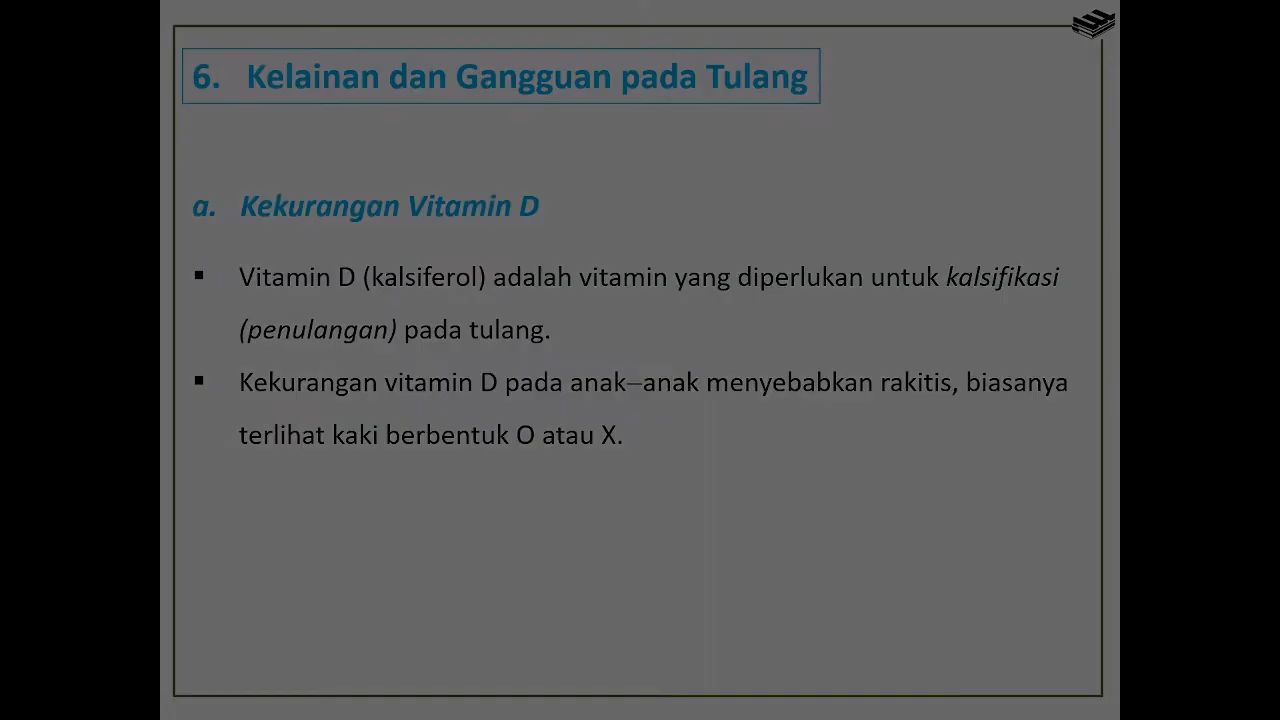 6. Kelainan dan Gangguan pada Tulang
a. Kekurangan Vitamin D
▪ Vitamin D (kalsiferol) adalah vitamin yang diperlukan untuk kalsifikasi
(penulangan) pada tulang.
▪ Kekurangan vitamin D pada anak–anak menyebabkan rakitis, biasanya
terlihat kaki berbentuk O atau X.